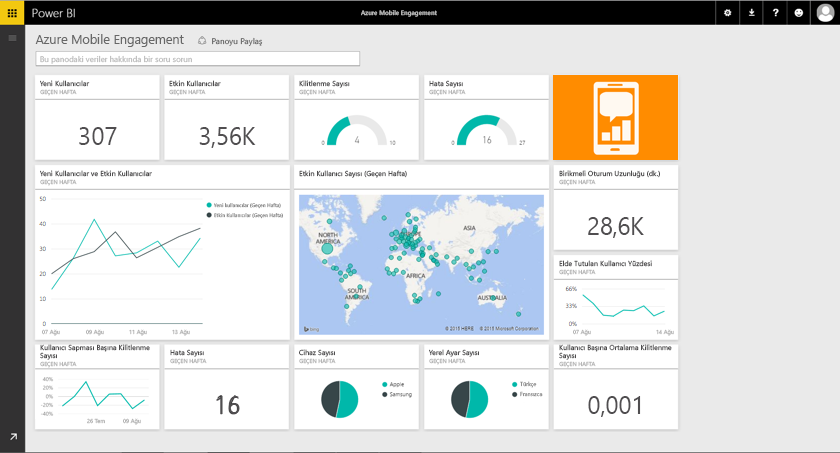 Power BI
Azure Mobile Engagement
?
Azure Mobile Engagement
Panoyu Paylaş
Bu panodaki veriler hakkında bir soru sorun
Yeni Kullanıcılar
GEÇEN HAFTA
307
Etkin Kullanıcılar
GEÇEN HAFTA
3,56K
Kilitlenme Sayısı
GEÇEN HAFTA
0
4
10
Hata Sayısı
GEÇEN HAFTA
0
16
27
Yeni Kullanıcılar ve Etkin Kullanıcılar
GEÇEN HAFTA
Yeni kullanıcılar (Geçen Hafta)
Etkin Kullanıcılar (Geçen Hafta)
50
40
30
20
10
0
07 Ağu
09 Ağu
11 Ağu
13 Ağu
Etkin Kullanıcı Sayısı (Geçen Hafta)
NORTH
AMERICA
EUROPE
ASIA
AFRICA
SOUTH
AMERICA
AUSTRALIA
bing
© 2015 HERE © 2015 Microsoft Corporation
Birikmeli Oturum Uzunluğu (dk.)
GEÇEN HAFTA
28,6K
Elde Tutulan Kullanıcı Yüzdesi
GEÇEN HAFTA
66%
33%
0%
07 Ağu
14 Ağu
Kullanıcı Sapması Başına Kilitlenme
Sayısı
GEÇEN HAFTA
40%
20%
0%
-20%
-40%
26 Tem
09 Ağu
Hata Sayısı
GEÇEN HAFTA
16
Cihaz Sayısı
GEÇEN HAFTA
Apple
Samsung
Yerel Ayar Sayısı
GEÇEN HAFTA
Türkçe
Fransızca
Kullanıcı Başına Ortalama Kilitlenme
Sayısı
GEÇEN HAFTA
0,001